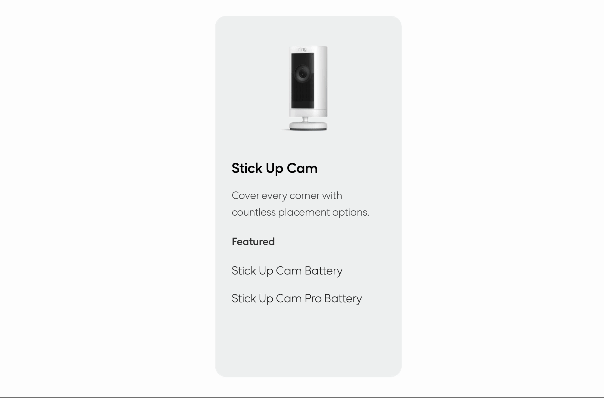 Stick Up Cam
Cover every corner with
countless placement options.
Featured
Stick Up Cam Battery
Stick Up Cam Pro Battery